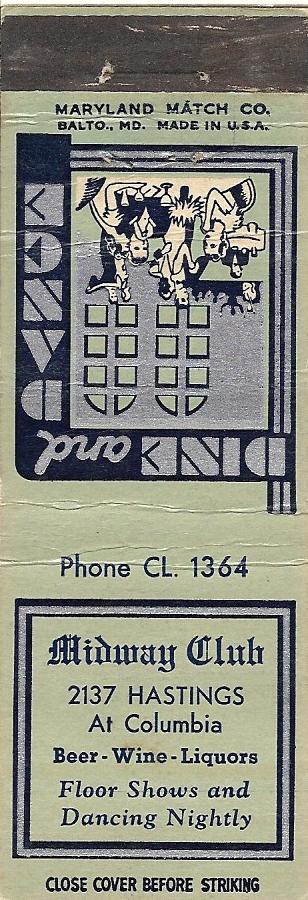 MARYLAND MATCH CO.
BALTO., MD. MADE IN U.S.A.
DINE and
DANCE
Phone CL. 1364
Midway Club
2137 HASTINGS
At Columbia
Beer-Wine-Liquors
Floor Shows and
Dancing Nightly
CLOSE COVER BEFORE STRIKING